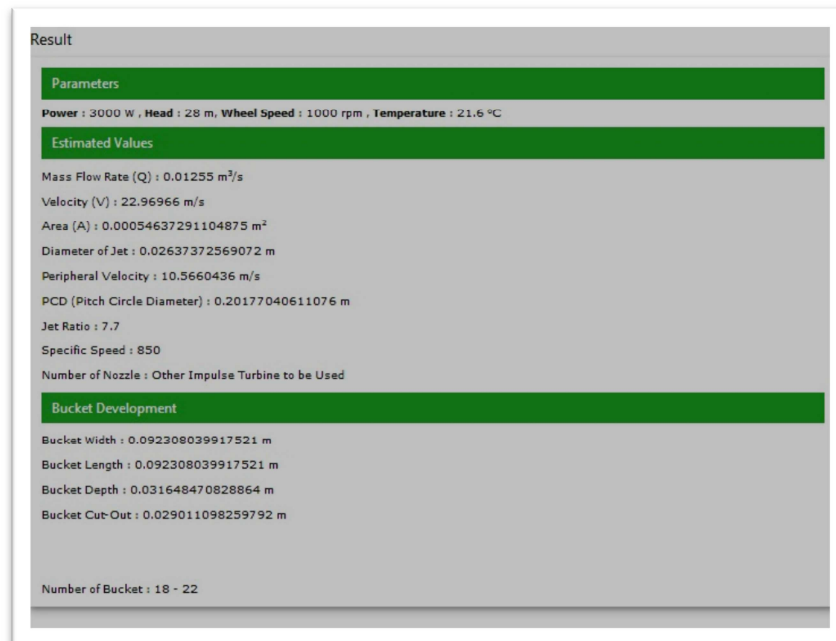 Result
Parameters
Power : 3000 W , Head : 28 m, Wheel Speed : 1000 rpm , Temperature : 21.6 °C
Estimated Values
Mass Flow Rate (Q) : 0.01255 m³/s
Velocity (V) : 22.96966 m/s
Area (A) : 0.00054637291104875 m²
Diameter of Jet : 0.02637372569072 m
Peripheral Velocity : 10.5660436 m/s
PCD (Pitch Circle Diameter) : 0.20177040611076 m
Jet Ratio : 7.7
Specific Speed : 850
Number of Nozzle : Other Impulse Turbine to be Used
Bucket Development
Bucket Width : 0.092308039917521 m
Bucket Length : 0.092308039917521 m
Bucket Depth : 0.031648470828864 m
Bucket Cut-Out : 0.029011098259792 m
Number of Bucket : 18 - 22